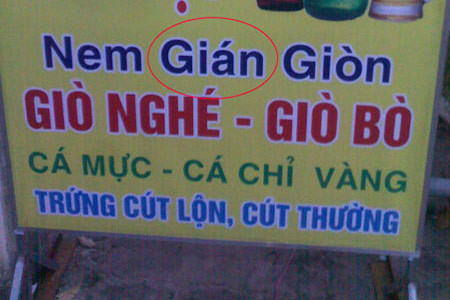 Nem Gián Giòn
GIÒ NGHÉ - GIÒ BÒ
CÁ MỰC - CÁ CHỈ VÀNG
TRỨNG CÚT LỘN, CÚT THƯỜNG